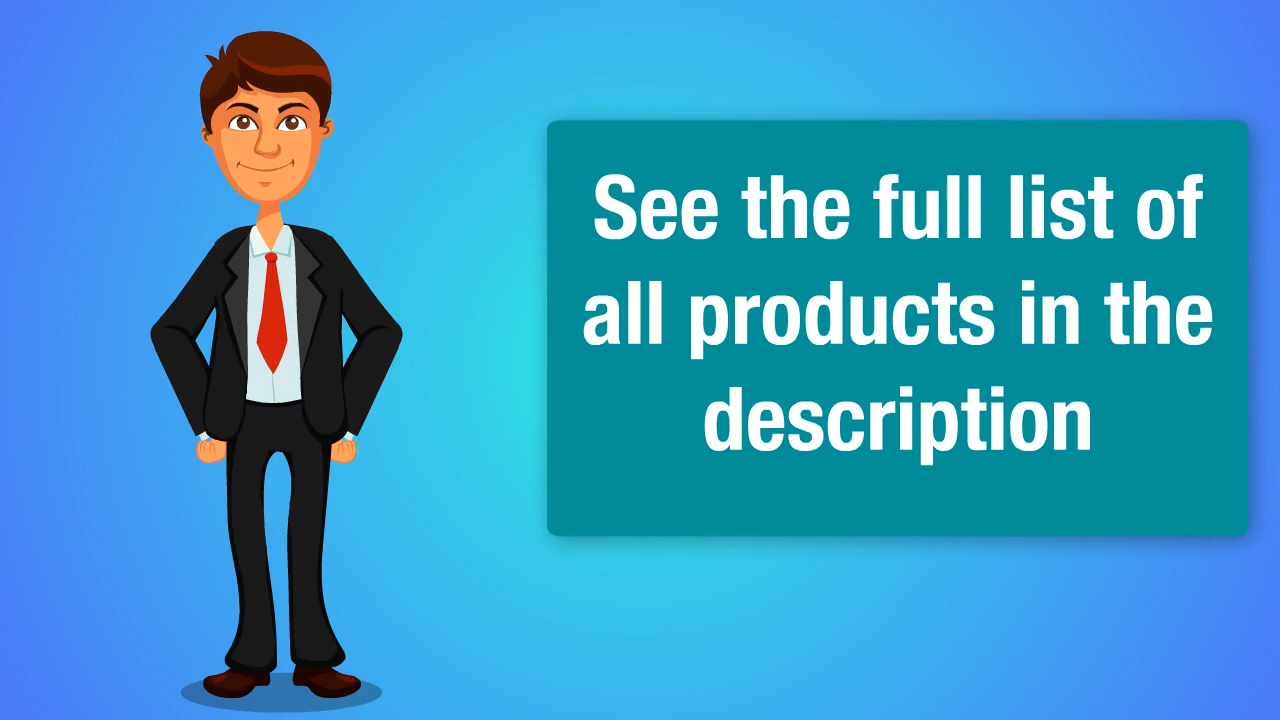 See the full list of
all products in the
description